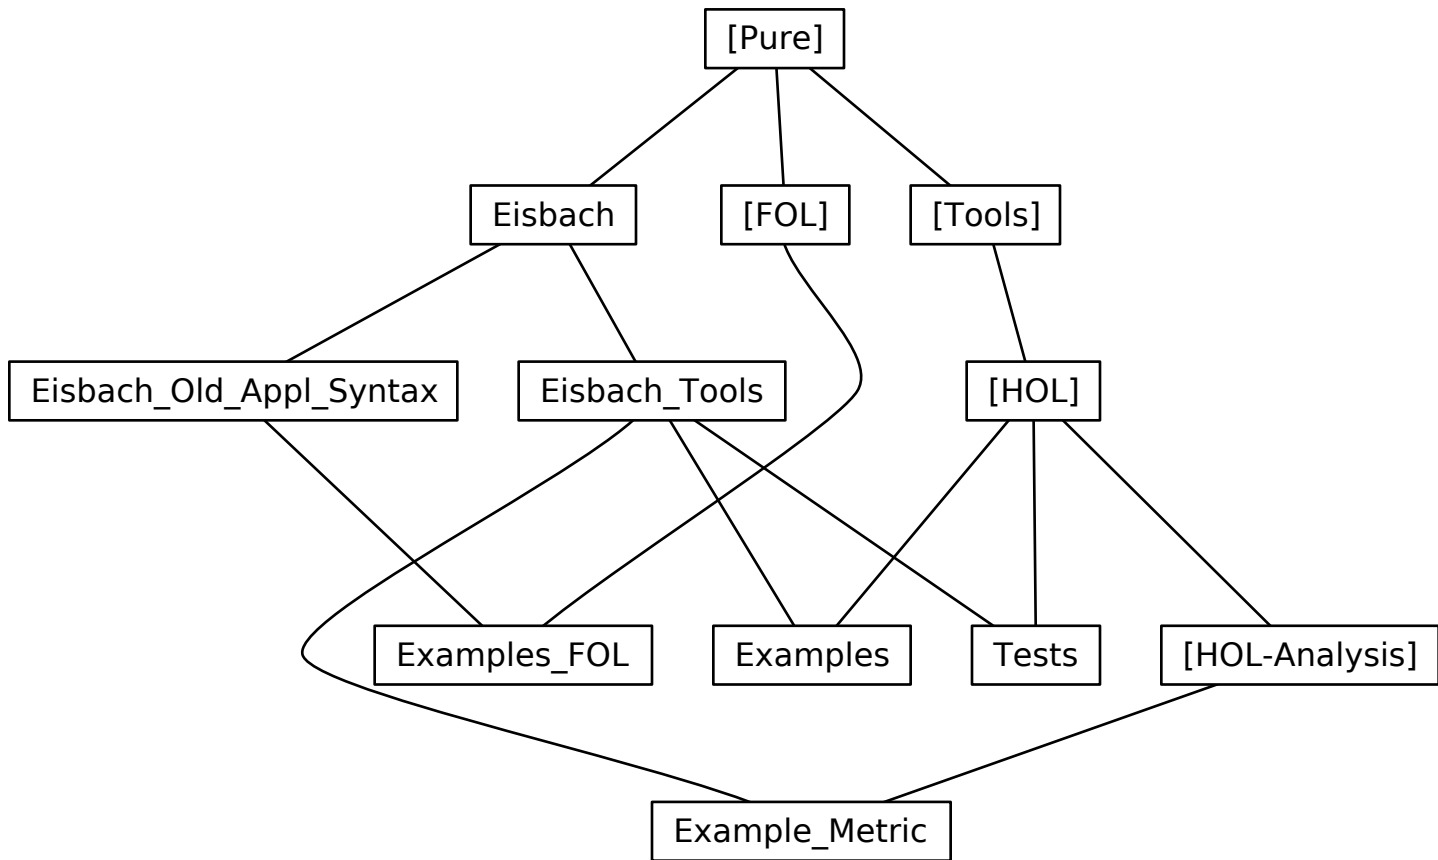 [Pure]
Eisbach
[FOL]
[Tools]
Eisbach_Old_Appl_Syntax
Eisbach_Tools
[HOL]
Examples_FOL
Examples
Tests
[HOL-Analysis]
Example_Metric